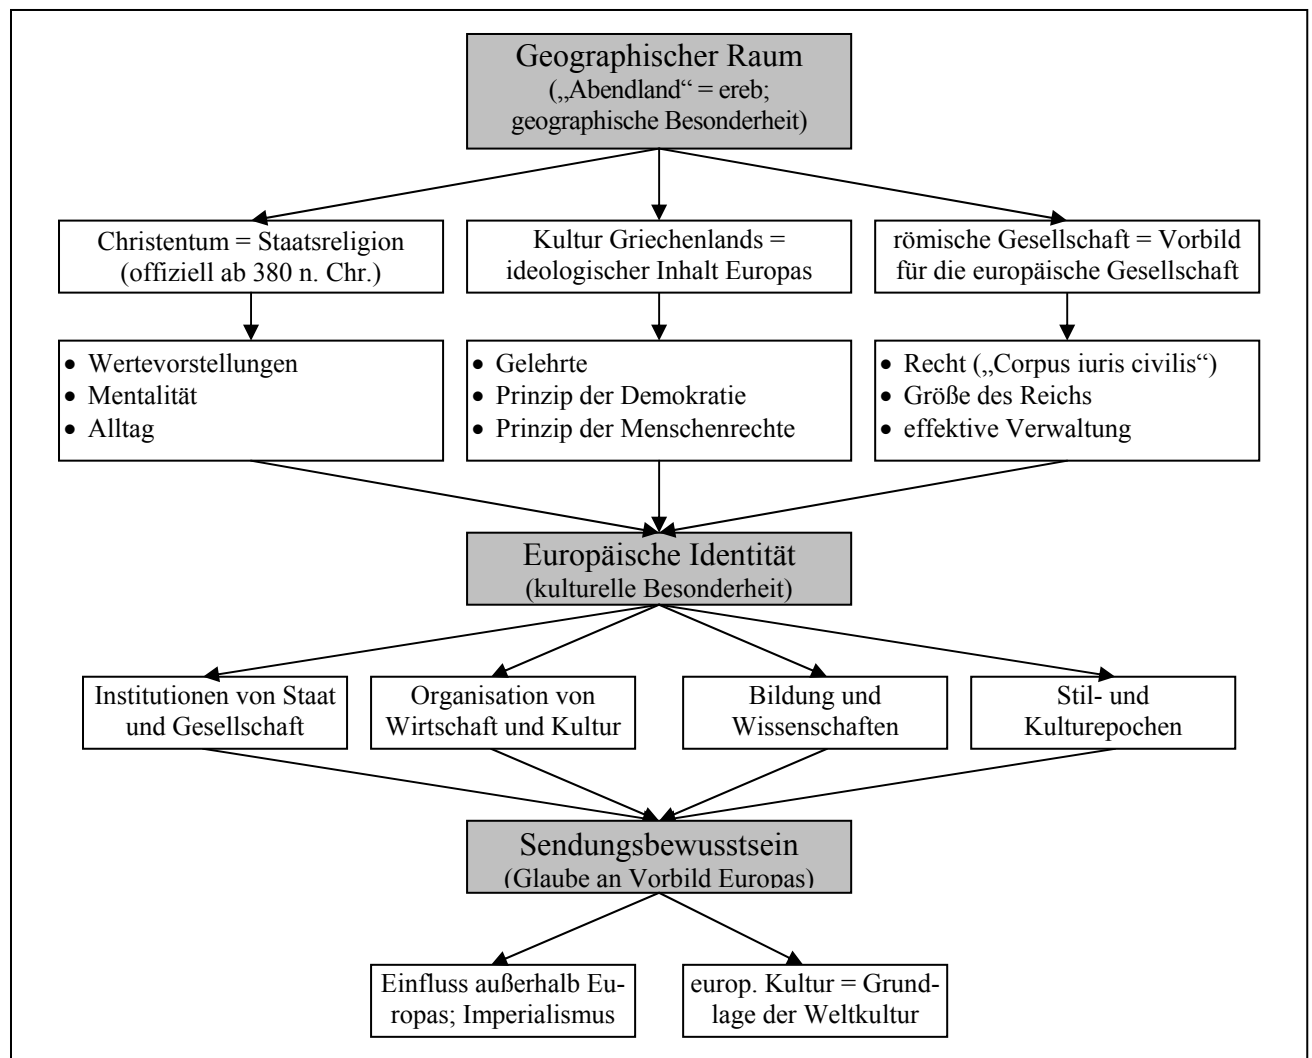 Geographischer Raum
(„Abendland“ = ereb;
geographische Besonderheit)
Christentum = Staatsreligion
(offiziell ab 380 n. Chr.)
Kultur Griechenlands =
ideologischer Inhalt Europas
römische Gesellschaft = Vorbild
für die europäische Gesellschaft
• Wertevorstellungen
• Mentalität
• Alltag
• Gelehrte
• Prinzip der Demokratie
• Prinzip der Menschenrechte
• Recht („Corpus iuris civilis“)
• Größe des Reichs
• effektive Verwaltung
Europäische Identität
(kulturelle Besonderheit)
Institutionen von Staat
und Gesellschaft
Organisation von
Wirtschaft und Kultur
Bildung und
Wissenschaften
Stil- und
Kulturepochen
Sendungsbewusstsein
(Glaube an Vorbild Europas)
Einfluss außerhalb Eu-
ropas; Imperialismus
europ. Kultur = Grund-
lage der Weltkultur